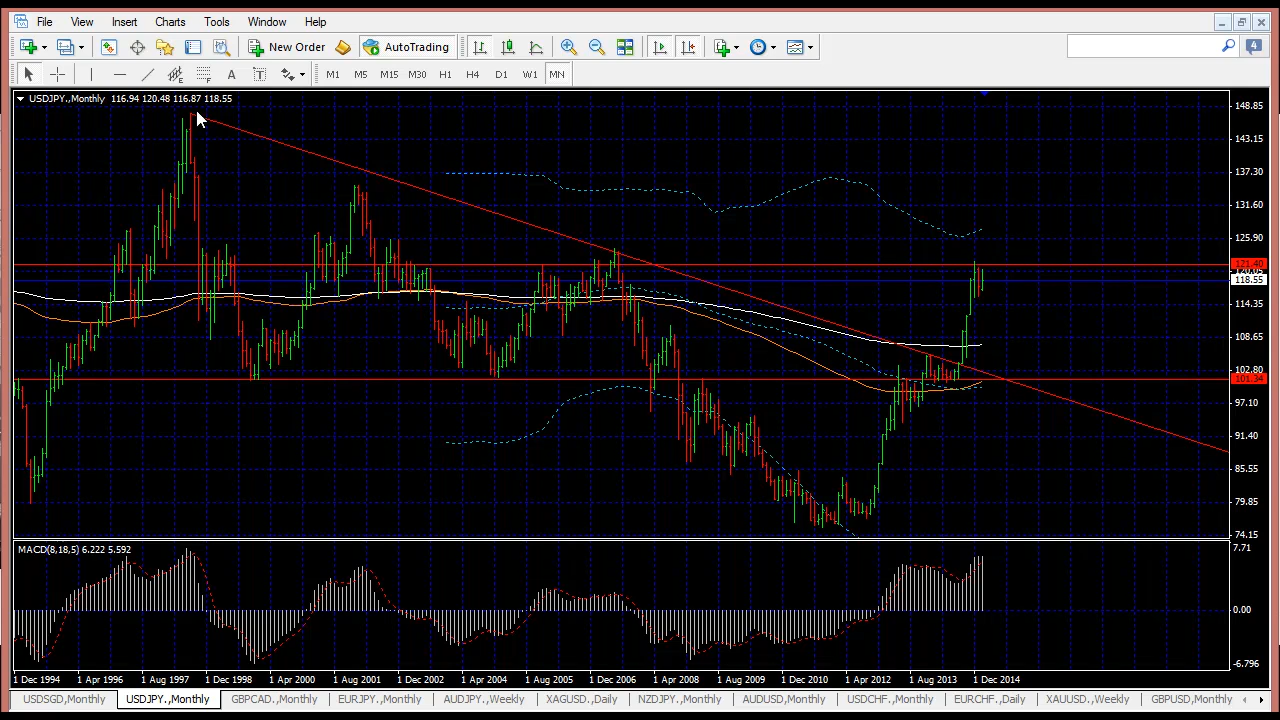 File View Insert Charts Tools Window Help
New Order AutoTrading 4
A T M1 M5 M15 M30 H1 H4 D1 W1 MN
USDJPY.,Monthly 116.94 120.48 116.87 118.55
148.85
143.15
137.30
131.60
125.90
121.40
118.55
114.35
108.65
102.80
101.34
97.10
91.40
85.55
79.85
74.15
MACD(8,18,5) 6.222 5.592
7.71
0.00
-6.796
1 Dec 1994 1 Apr 1996 1 Aug 1997 1 Dec 1998 1 Apr 2000 1 Aug 2001 1 Dec 2002 1 Apr 2004 1 Aug 2005 1 Dec 2006 1 Apr 2008 1 Aug 2009 1 Dec 2010 1 Apr 2012 1 Aug 2013 1 Dec 2014
USDSGD,Monthly USDJPY.,Monthly GBPCAD.,Monthly EURJPY.,Monthly AUDJPY.,Weekly XAGUSD.,Daily NZDJPY.,Monthly AUDUSD.,Monthly USDCHF.,Monthly EURCHF.,Daily XAUUSD.,Weekly GBPUSD,Monthly